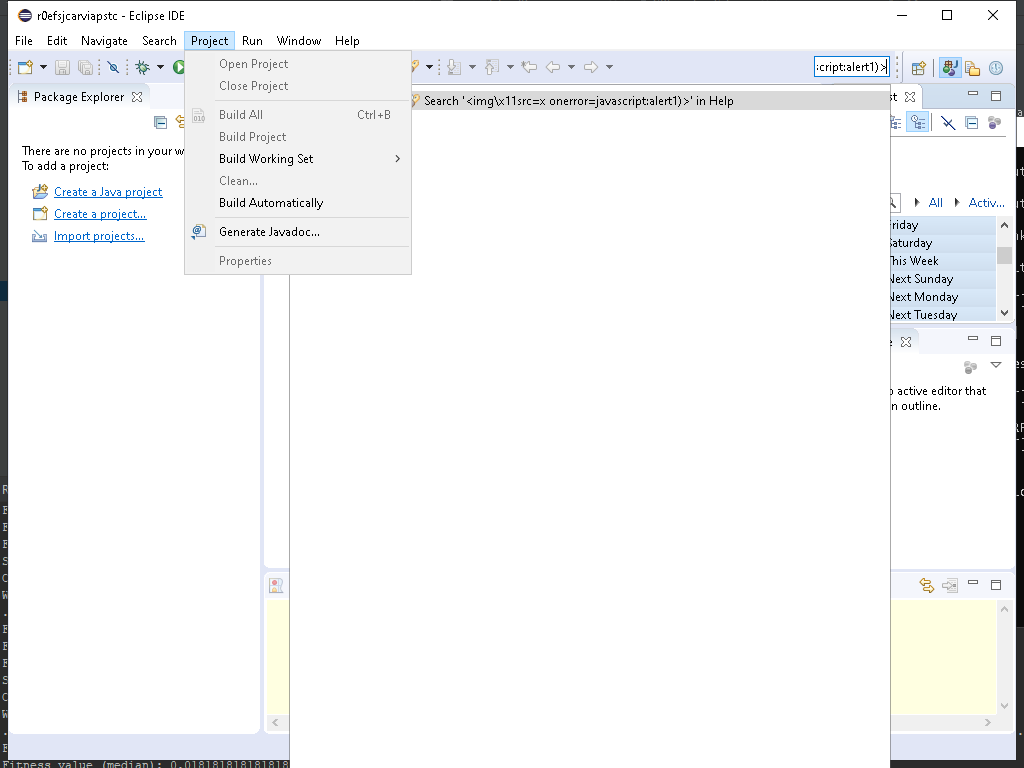 r0efsjcarviapstc - Eclipse IDE
File Edit Navigate Search Project Run Window Help
:cript:alert1)>
Package Explorer
Open Project
Close Project
Build All Ctrl+B
Build Project
Build Working Set
Clean...
Build Automatically
Generate Javadoc...
Properties
Search '<img\x11src=x onerror=javascript:alert1)>' in Help
There are no projects in your w
To add a project:
Create a Java project
Create a project...
Import projects...
All Activ...
riday
Saturday
This Week
Next Sunday
Next Monday
Next Tuesday
active editor that
n outline.
Fitness value (median): 0.018181818181818